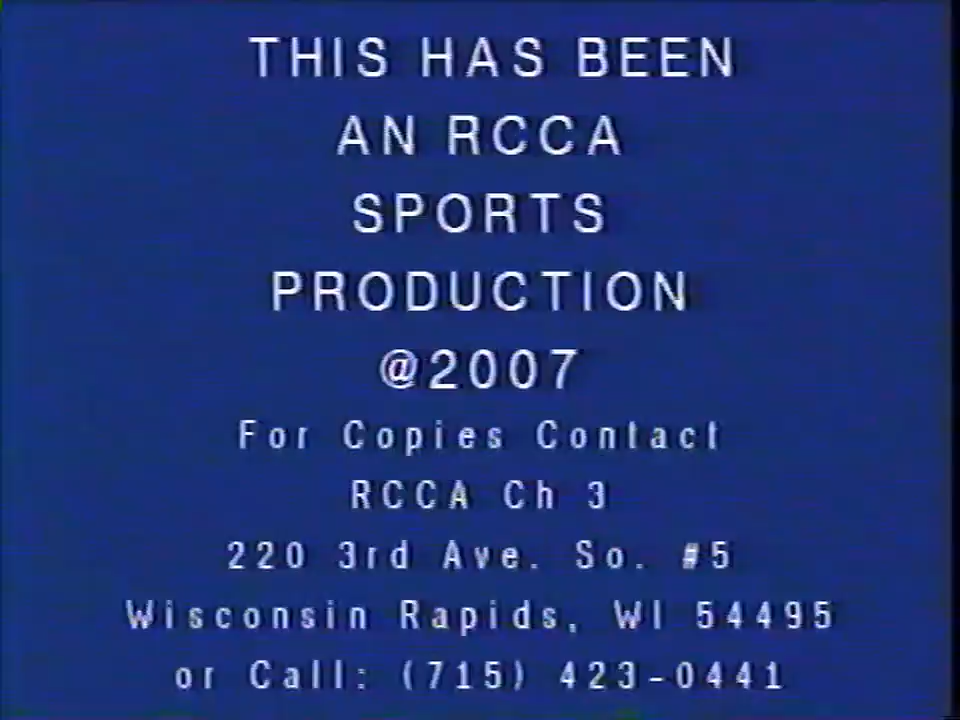 THIS HAS BEEN
AN RCCA
SPORTS
PRODUCTION
@2007
For Copies Contact
RCCA Ch 3
220 3rd Ave. So. #5
Wisconsin Rapids, WI 54495
or Call: (715) 423-0441